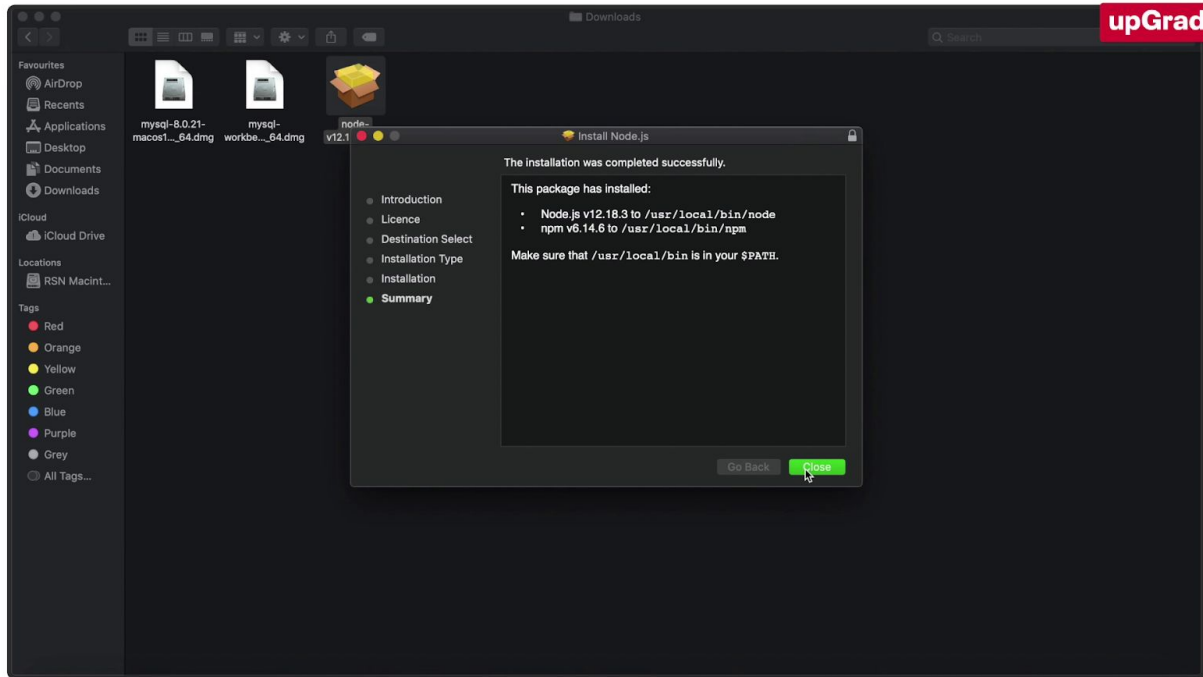 Downloads
upGrad
Search
Favourites
AirDrop
Recents
Applications
Desktop
Documents
Downloads
iCloud
iCloud Drive
Locations
RSN Macint...
Tags
Red
Orange
Yellow
Green
Blue
Purple
Grey
All Tags...
mysql-8.0.21-
macos1..._64.dmg
mysql-
workbe..._64.dmg
node-
v12.1
Install Node.js
The installation was completed successfully.
Introduction
Licence
Destination Select
Installation Type
Installation
Summary
This package has installed:
• Node.js v12.18.3 to /usr/local/bin/node
• npm v6.14.6 to /usr/local/bin/npm
Make sure that /usr/local/bin is in your $PATH.
Go Back
Close